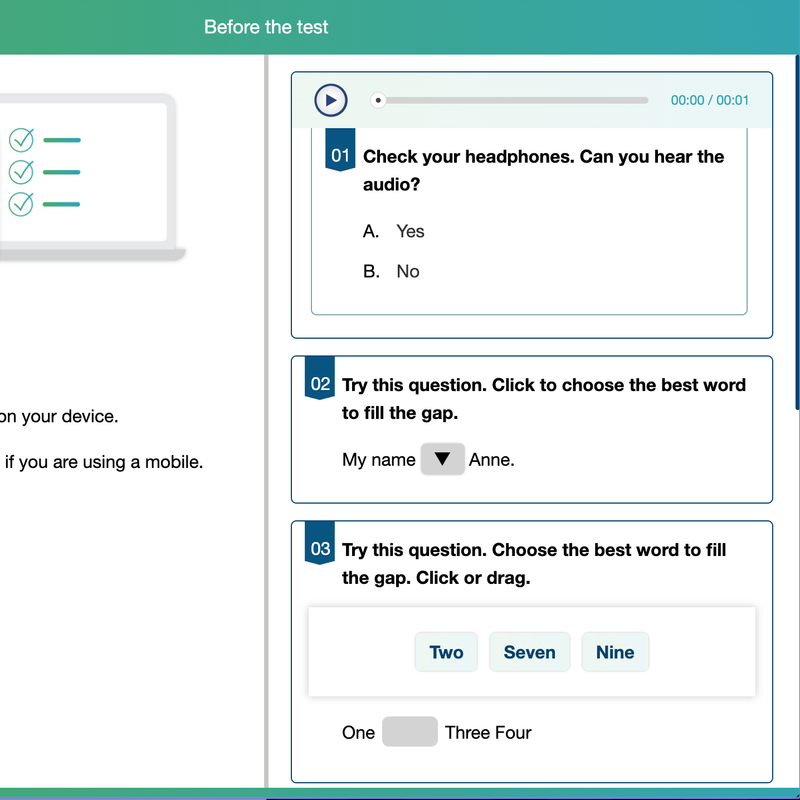 Before the test
on your device.
if you are using a mobile.
00:00 / 00:01
01 Check your headphones. Can you hear the
audio?
A. Yes
B. No
02 Try this question. Click to choose the best word
to fill the gap.
My name ▼ Anne.
03 Try this question. Choose the best word to fill
the gap. Click or drag.
Two Seven Nine
One Three Four